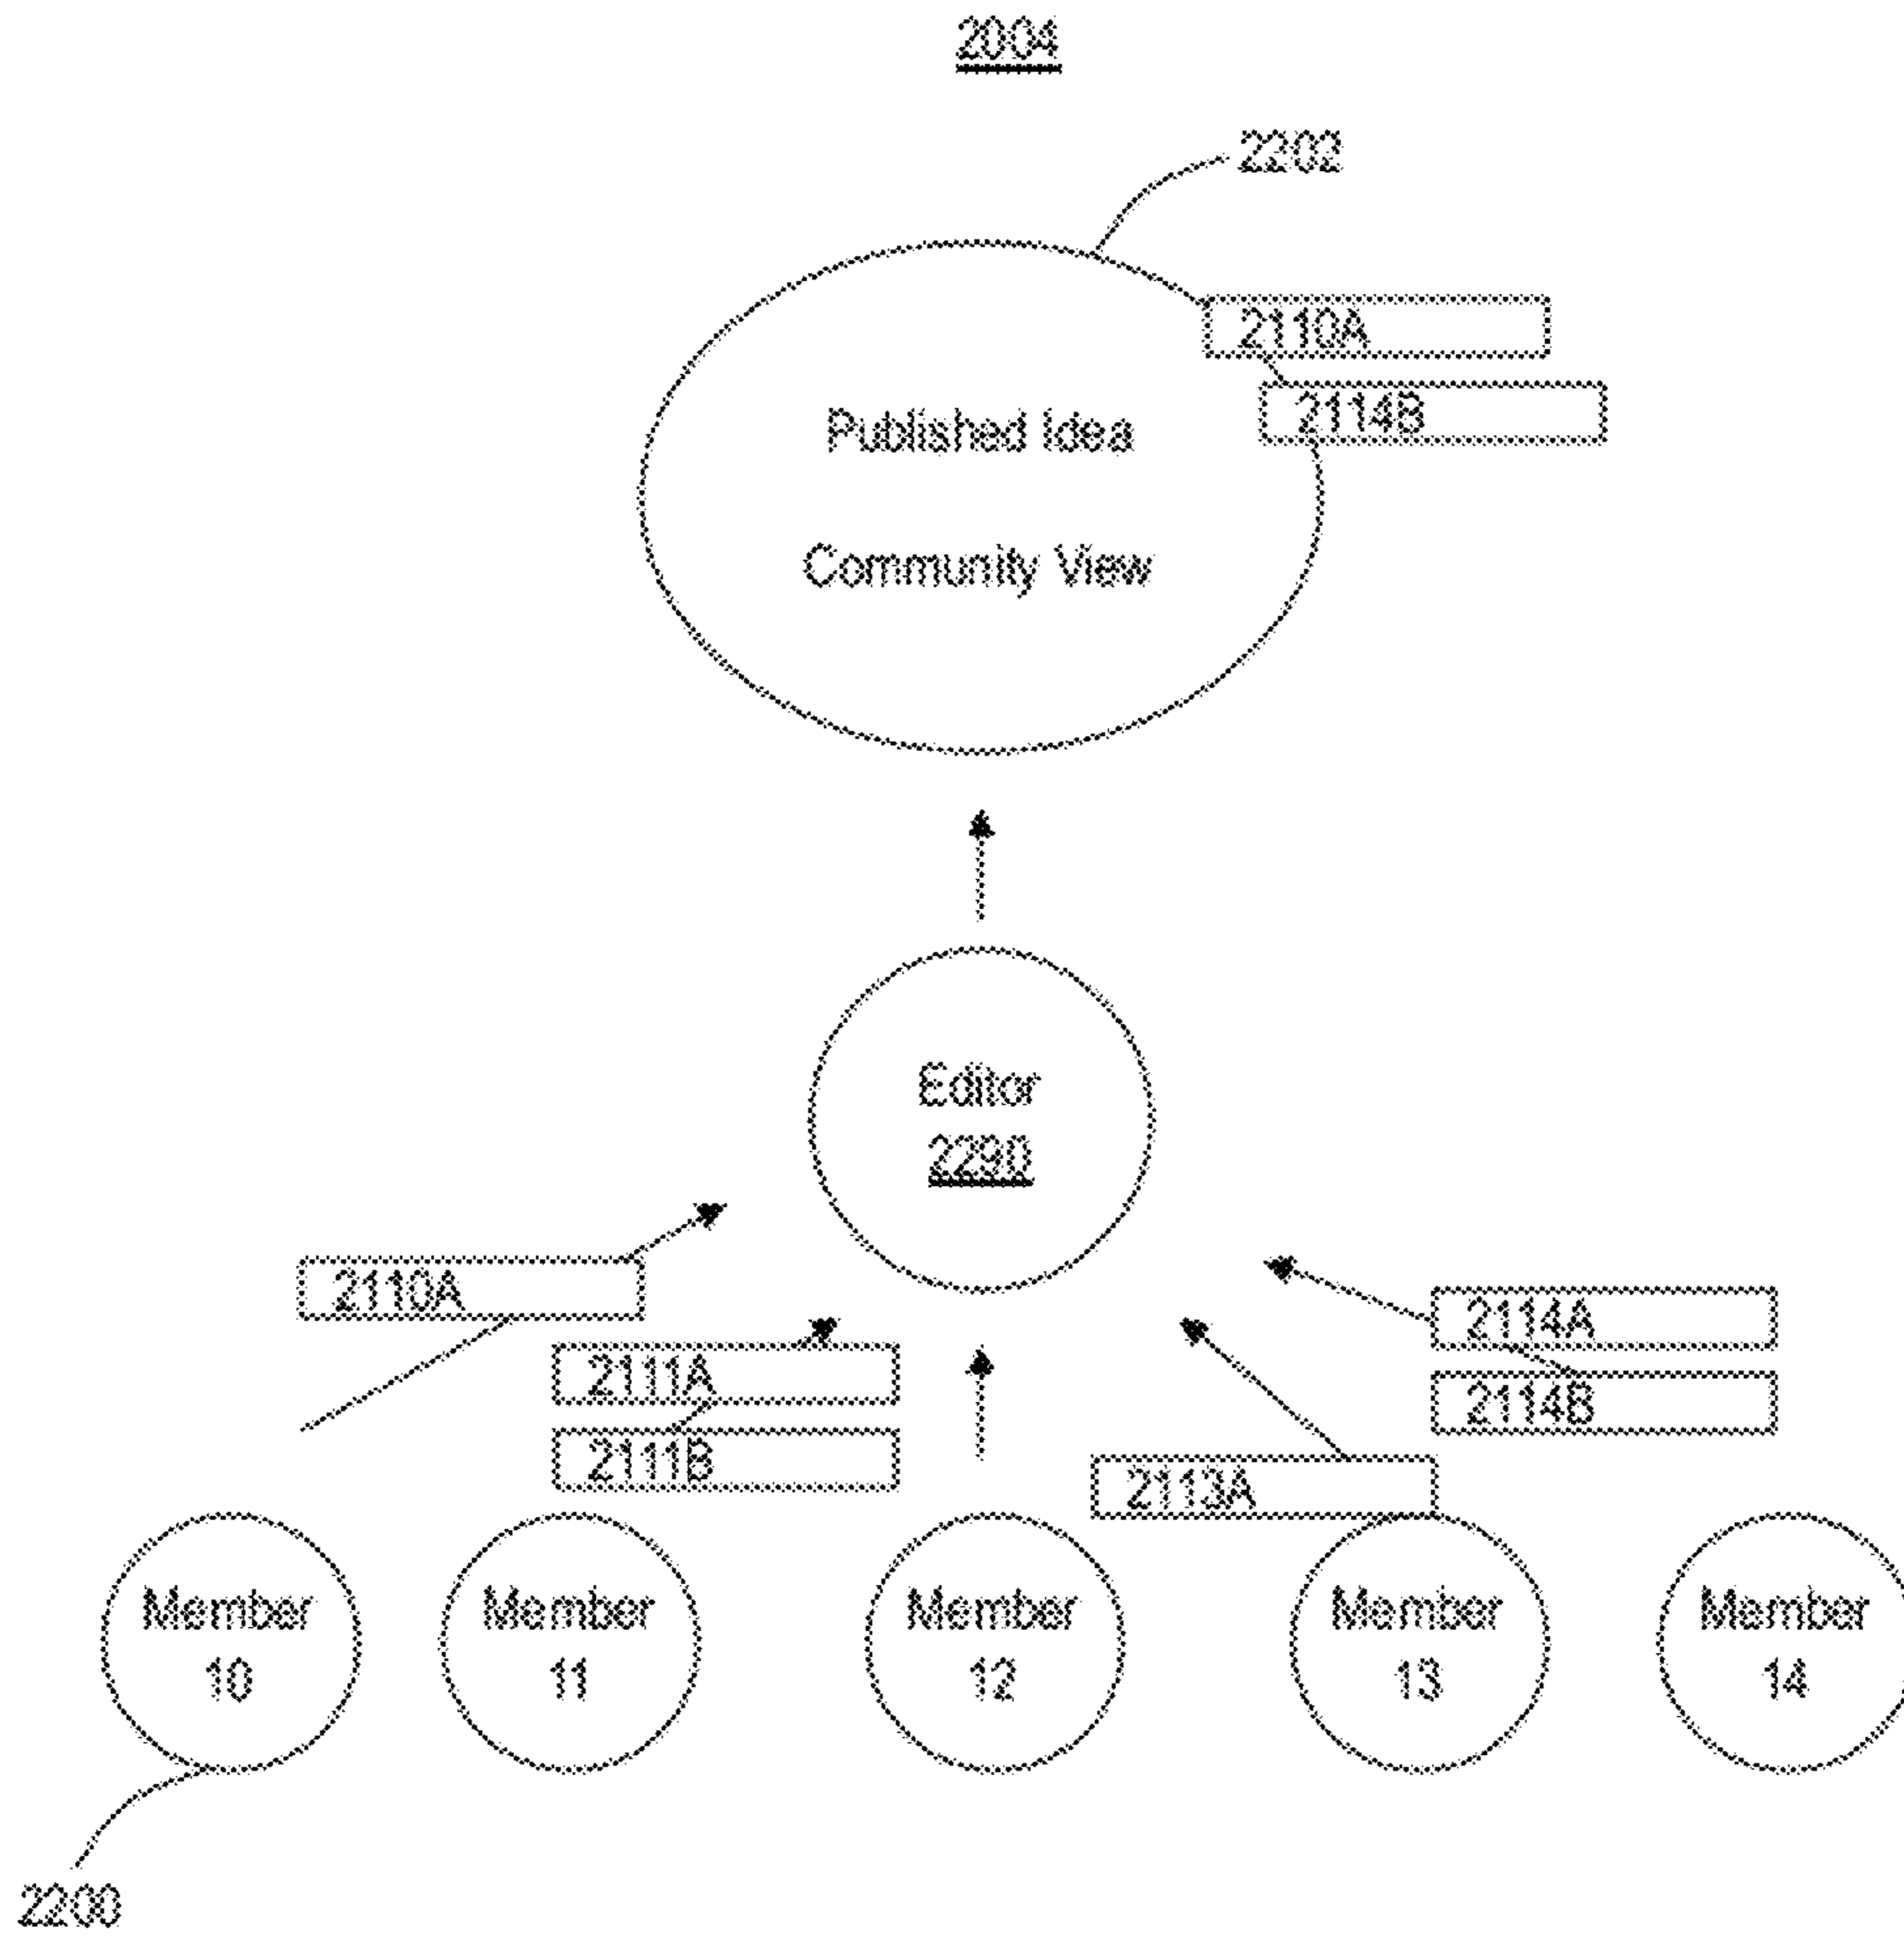 2004
2202
2110A
2114B
Published Idea
Community View
Editor
2290
2110A
2111A
2111B
2114A
2114B
2113A
Member
10
Member
11
Member
12
Member
13
Member
14
2200